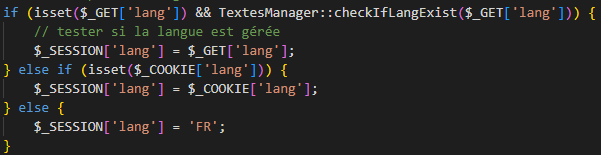 if (isset($_GET['lang']) && TextesManager::checkIfLangExist($_GET['lang'])) {
    // tester si la langue est gérée
    $_SESSION['lang'] = $_GET['lang'];
} else if (isset($_COOKIE['lang'])) {
    $_SESSION['lang'] = $_COOKIE['lang'];
} else {
    $_SESSION['lang'] = 'FR';
}